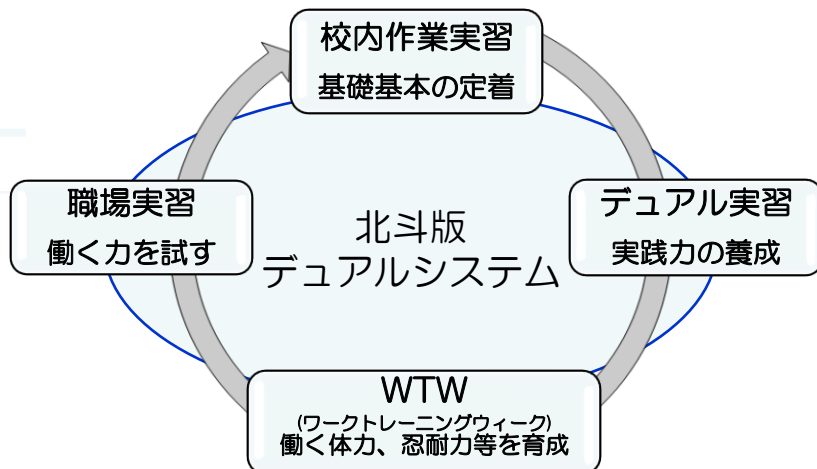 校内作業実習
基礎基本の定着
職場実習
働く力を試す
デュアル実習
実践力の養成
北斗版
デュアルシステム
WTW
(ワークトレーニングウィーク)
働く体力、忍耐力等を育成